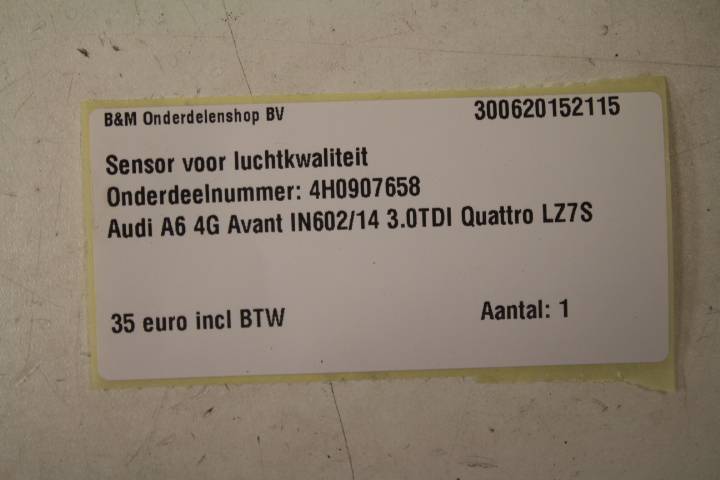 B&M Onderdelenshop BV 300620152115
Sensor voor luchtkwaliteit
Onderdeelnummer: 4H0907658
Audi A6 4G Avant IN602/14 3.0TDI Quattro LZ7S
35 euro incl BTW Aantal: 1